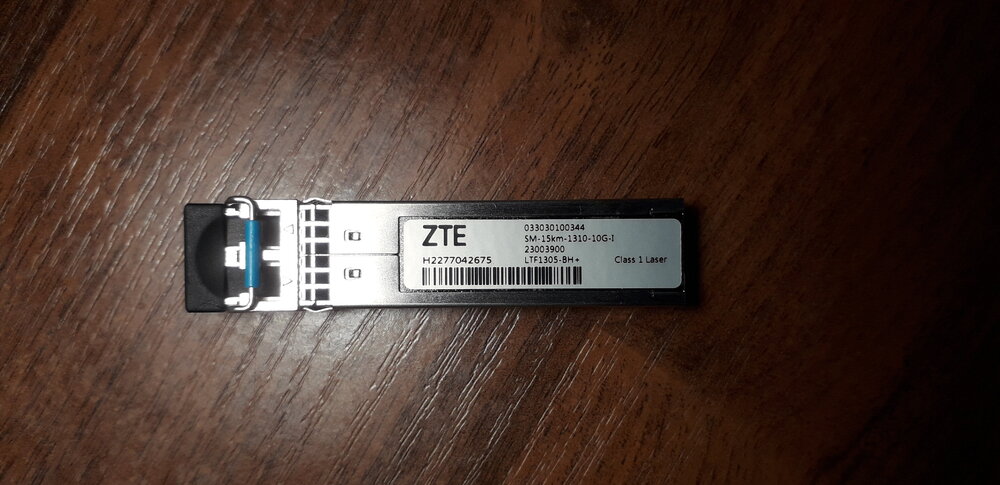 ZTE
H2277042675
033030100344
SM-15km-1310-10G-I
23003900
LTF1305-BH+
Class 1 Laser